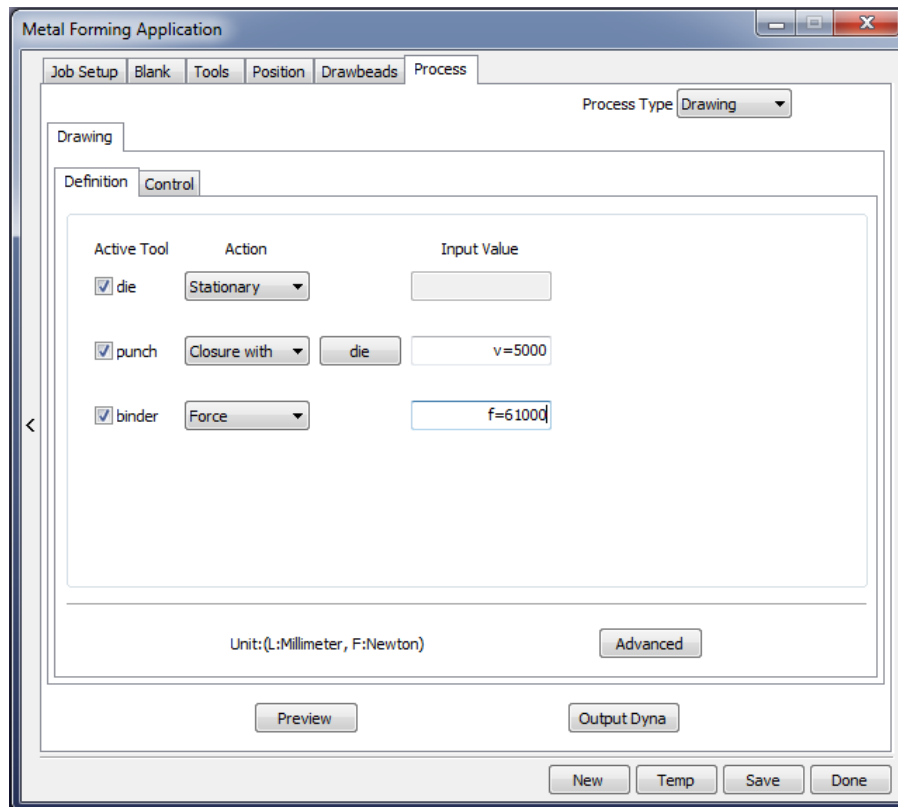 Metal Forming Application
Job Setup Blank Tools Position Drawbeads Process
Process Type Drawing
Drawing
Definition Control
Active Tool Action Input Value
die Stationary
punch Closure with die v=5000
binder Force f=61000
<
Unit:(L:Millimeter, F:Newton) Advanced
Preview Output Dyna
New Temp Save Done